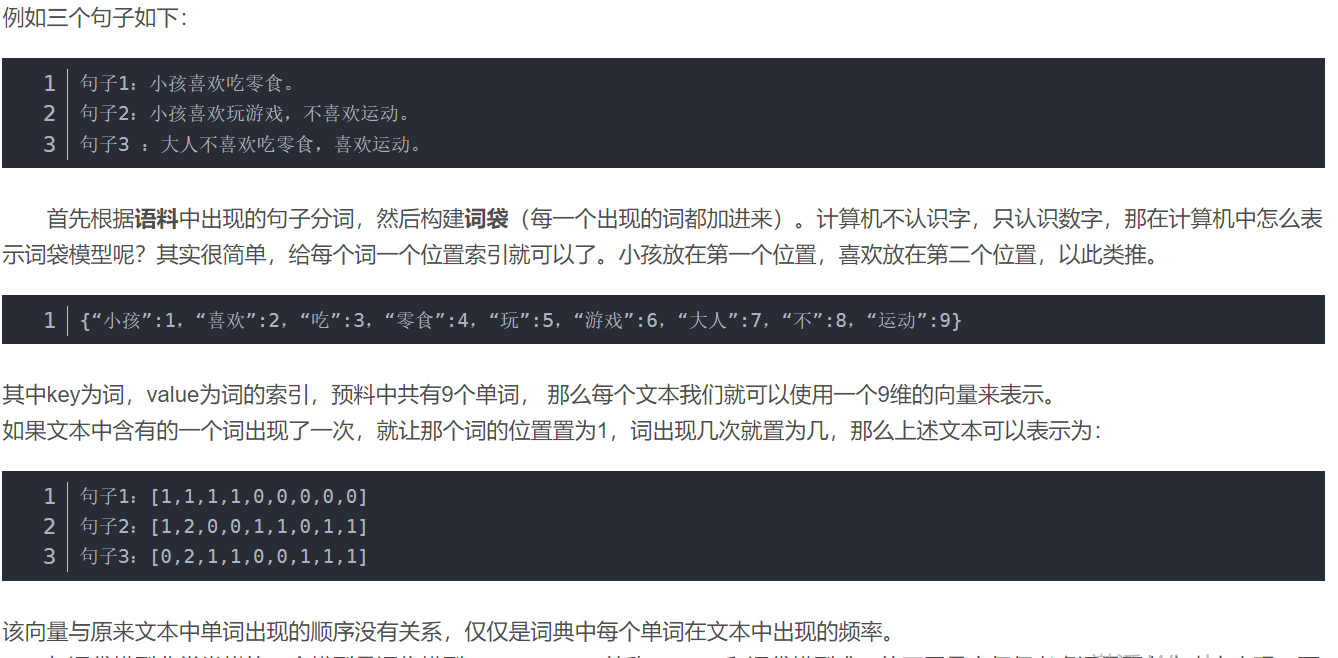 例如三个句子如下：
1 句子1：小孩喜欢吃零食。
2 句子2：小孩喜欢玩游戏，不喜欢运动。
3 句子3 ：大人不喜欢吃零食，喜欢运动。
首先根据语料中出现的句子分词，然后构建词袋（每一个出现的词都加进来）。计算机不认识字，只认识数字，那在计算机中怎么表
示词袋模型呢？其实很简单，给每个词一个位置索引就可以了。小孩放在第一个位置，喜欢放在第二个位置，以此类推。
1 {“小孩”:1，“喜欢”:2，“吃”:3，“零食”:4，“玩”:5，“游戏”:6，“大人”:7，“不”:8，“运动”:9}
其中key为词，value为词的索引，预料中共有9个单词， 那么每个文本我们就可以使用一个9维的向量来表示。
如果文本中含有的一个词出现了一次，就让那个词的位置置为1，词出现几次就置为几，那么上述文本可以表示为：
1 句子1：[1,1,1,1,0,0,0,0,0]
2 句子2：[1,2,0,0,1,1,0,1,1]
3 句子3：[0,2,1,1,0,0,1,1,1]
该向量与原来文本中单词出现的顺序没有关系，仅仅是词典中每个单词在文本中出现的频率。